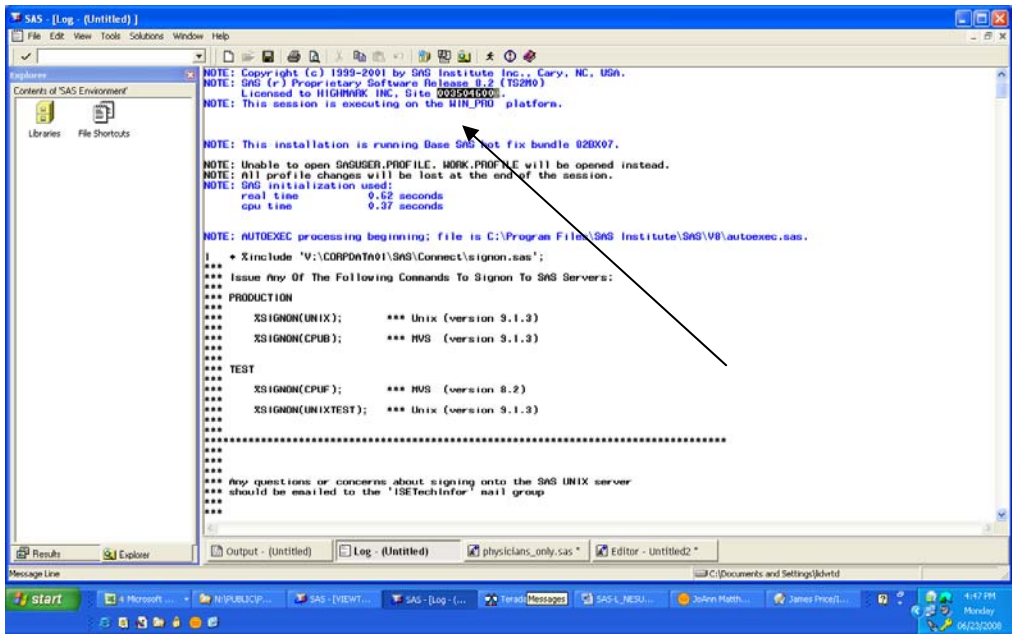 SAS - [Log - (Untitled) ]
File Edit View Tools Solutions Window Help
Explorer
Contents of 'SAS Environment'
Libraries File Shortcuts
NOTE: Copyright (c) 1999-2001 by SAS Institute Inc., Cary, NC, USA.
NOTE: SAS (r) Proprietary Software Release 8.2 (TS2M0)
Licensed to HIGHMARK INC, Site
NOTE: This session is executing on the WIN_PRO platform.
NOTE: This installation is running Base SAS hot fix bundle 82BX07.
NOTE: Unable to open SASUSER.PROFILE. WORK.PROFILE will be opened instead.
NOTE: All profile changes will be lost at the end of the session.
NOTE: SAS initialization used:
real time 0.62 seconds
cpu time 0.37 seconds
NOTE: AUTOEXEC processing beginning; file is C:\Program Files\SAS Institute\SAS\V8\autoexec.sas.
1 + %include 'V:\CORPDATA01\SAS\Connect\signon.sas';
***
*** Issue Any Of The Following Commands To Signon To SAS Servers:
***
*** PRODUCTION
***
*** %SIGNON(UNIX); *** Unix (version 9.1.3)
***
*** %SIGNON(CPUB); *** MVS (version 9.1.3)
***
***
*** TEST
***
*** %SIGNON(CPUF); *** MVS (version 8.2)
***
*** %SIGNON(UNIXTEST); *** Unix (version 9.1.3)
***
***
***
***
***
*** Any questions or concerns about signing onto the SAS UNIX server
*** should be emailed to the 'ISETechInfor' mail group
***
***
Results Explorer
Output - (Untitled) Log - (Untitled) physicians_only.sas * Editor - Untitled2 *
Message Line
C:\Documents and Settings\lidvrtd
start 4 Microsoft ... N:\PUBLIC\P... SAS - [VIEWT... SAS - [Log - (... Messages SAS-L_NESU... JoAnn Matth... James Price/I...
4:47 PM
Monday
06/23/2008